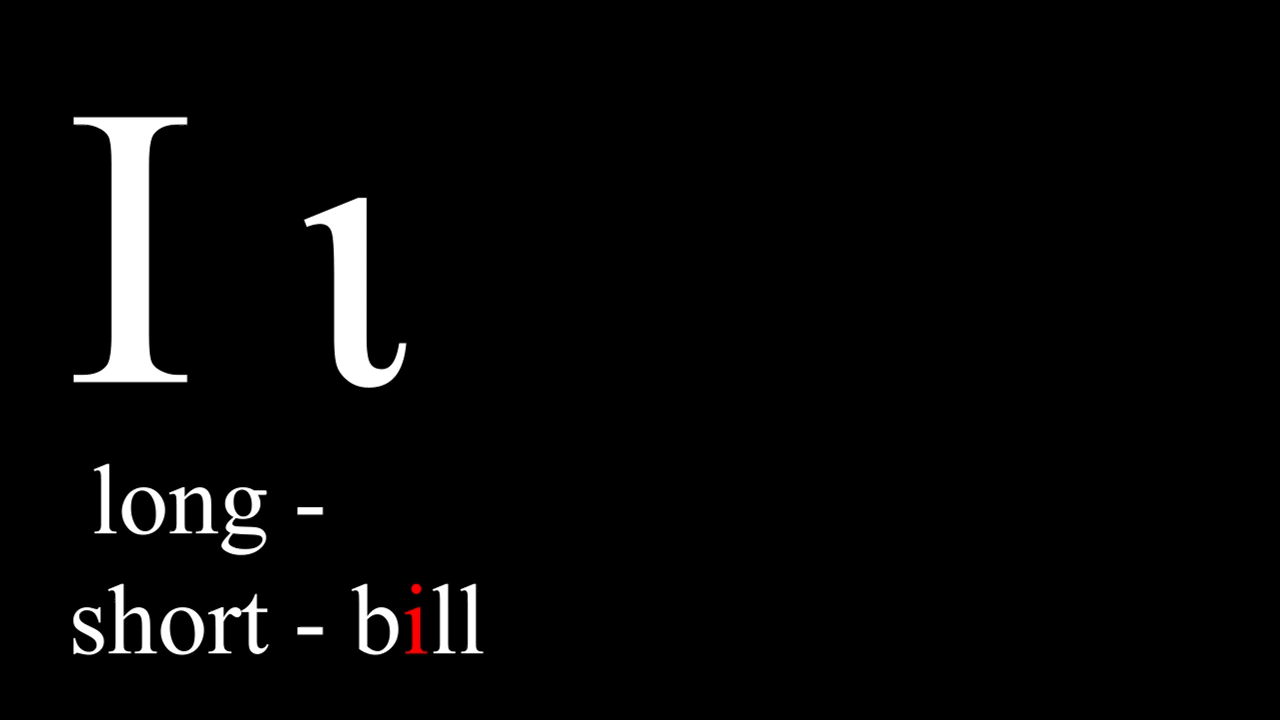 Ι ι
long -
short - bill